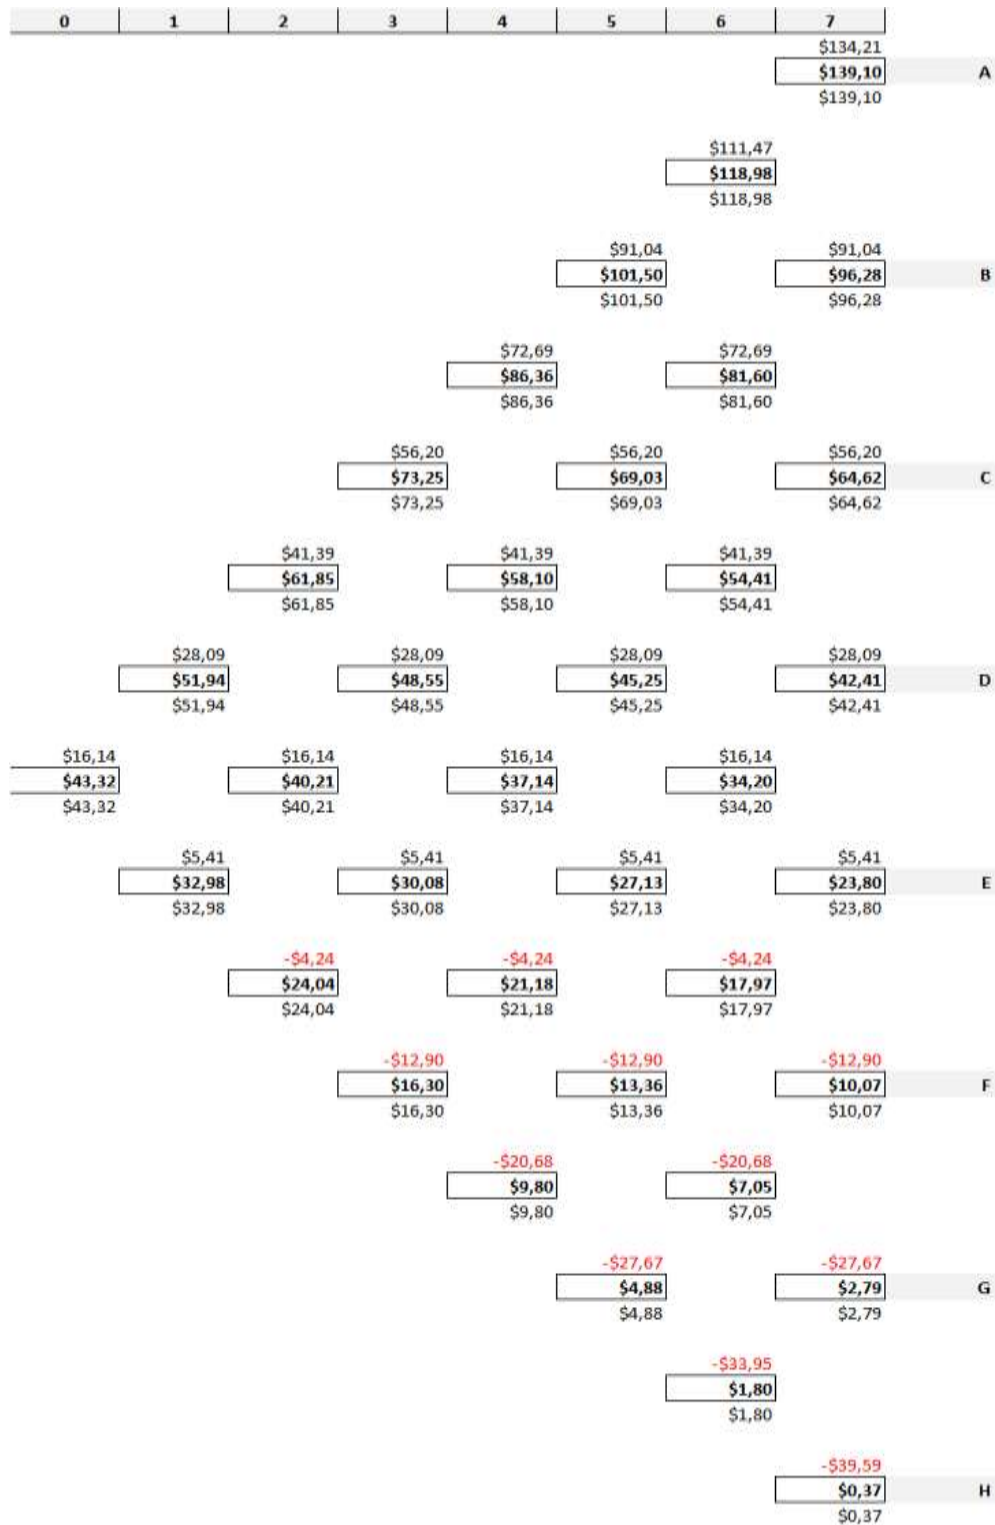 0 1 2 3 4 5 6 7
$134,21
$139,10 A
$139,10
$111,47
$118,98
$118,98
$91,04 $91,04
$101,50 $96,28 B
$101,50 $96,28
$72,69 $72,69
$86,36 $81,60
$86,36 $81,60
$56,20 $56,20 $56,20
$73,25 $69,03 $64,62 C
$73,25 $69,03 $64,62
$41,39 $41,39 $41,39
$61,85 $58,10 $54,41
$61,85 $58,10 $54,41
$28,09 $28,09 $28,09 $28,09
$51,94 $48,55 $45,25 $42,41 D
$51,94 $48,55 $45,25 $42,41
$16,14 $16,14 $16,14 $16,14
$43,32 $40,21 $37,14 $34,20
$43,32 $40,21 $37,14 $34,20
$5,41 $5,41 $5,41 $5,41
$32,98 $30,08 $27,13 $23,80 E
$32,98 $30,08 $27,13 $23,80
-$4,24 -$4,24 -$4,24
$24,04 $21,18 $17,97
$24,04 $21,18 $17,97
-$12,90 -$12,90 -$12,90
$16,30 $13,36 $10,07 F
$16,30 $13,36 $10,07
-$20,68 -$20,68
$9,80 $7,05
$9,80 $7,05
-$27,67 -$27,67
$4,88 $2,79 G
$4,88 $2,79
-$33,95
$1,80
$1,80
-$39,59
$0,37 H
$0,37